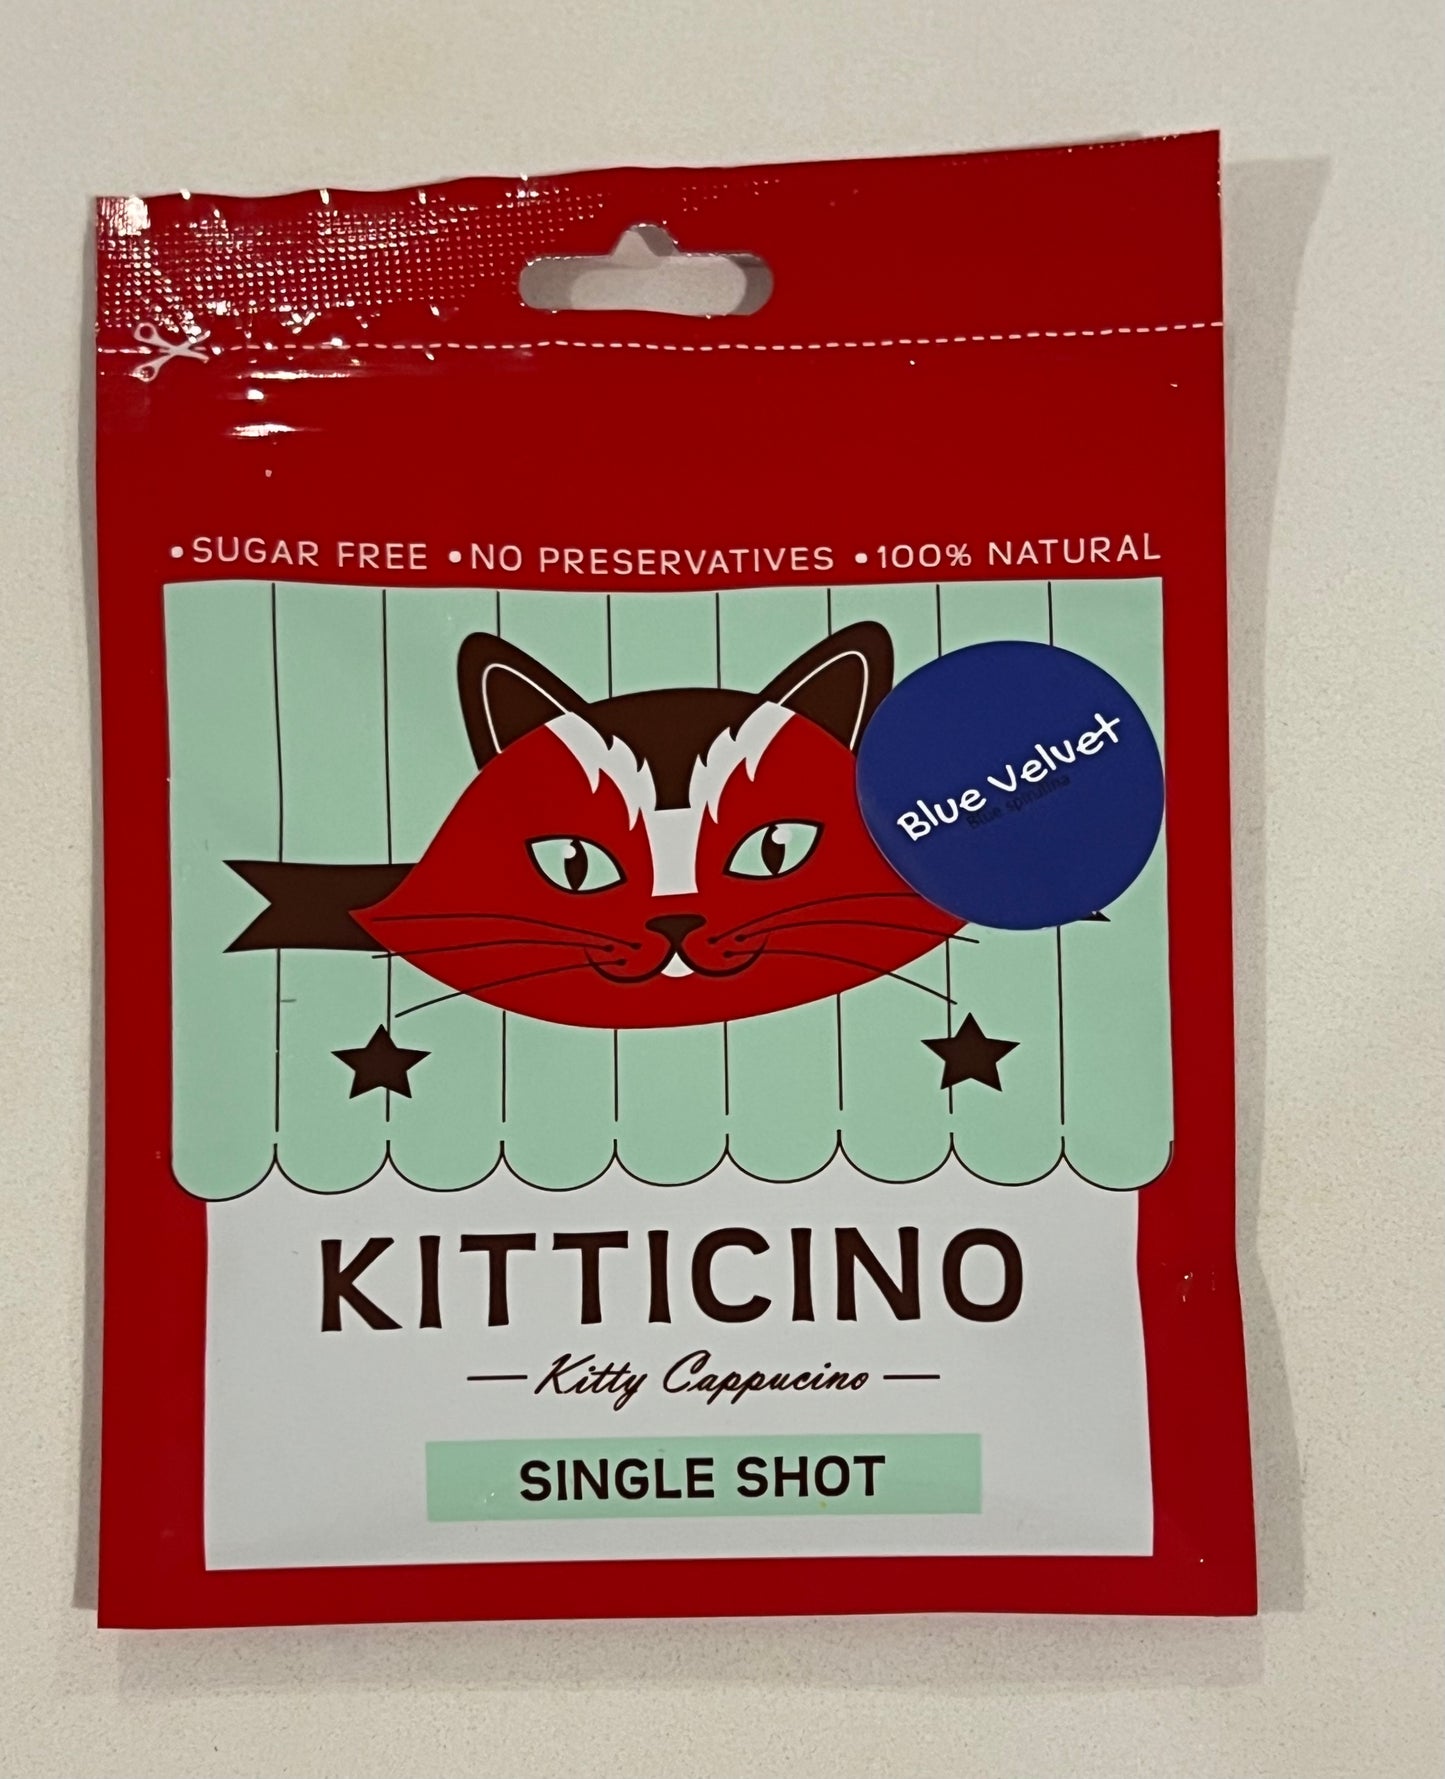 •SUGAR FREE •NO PRESERVATIVES •100% NATURAL
Blue Velvet
Blue spirulina
KITTICINO
Kitty Cappucino
SINGLE SHOT